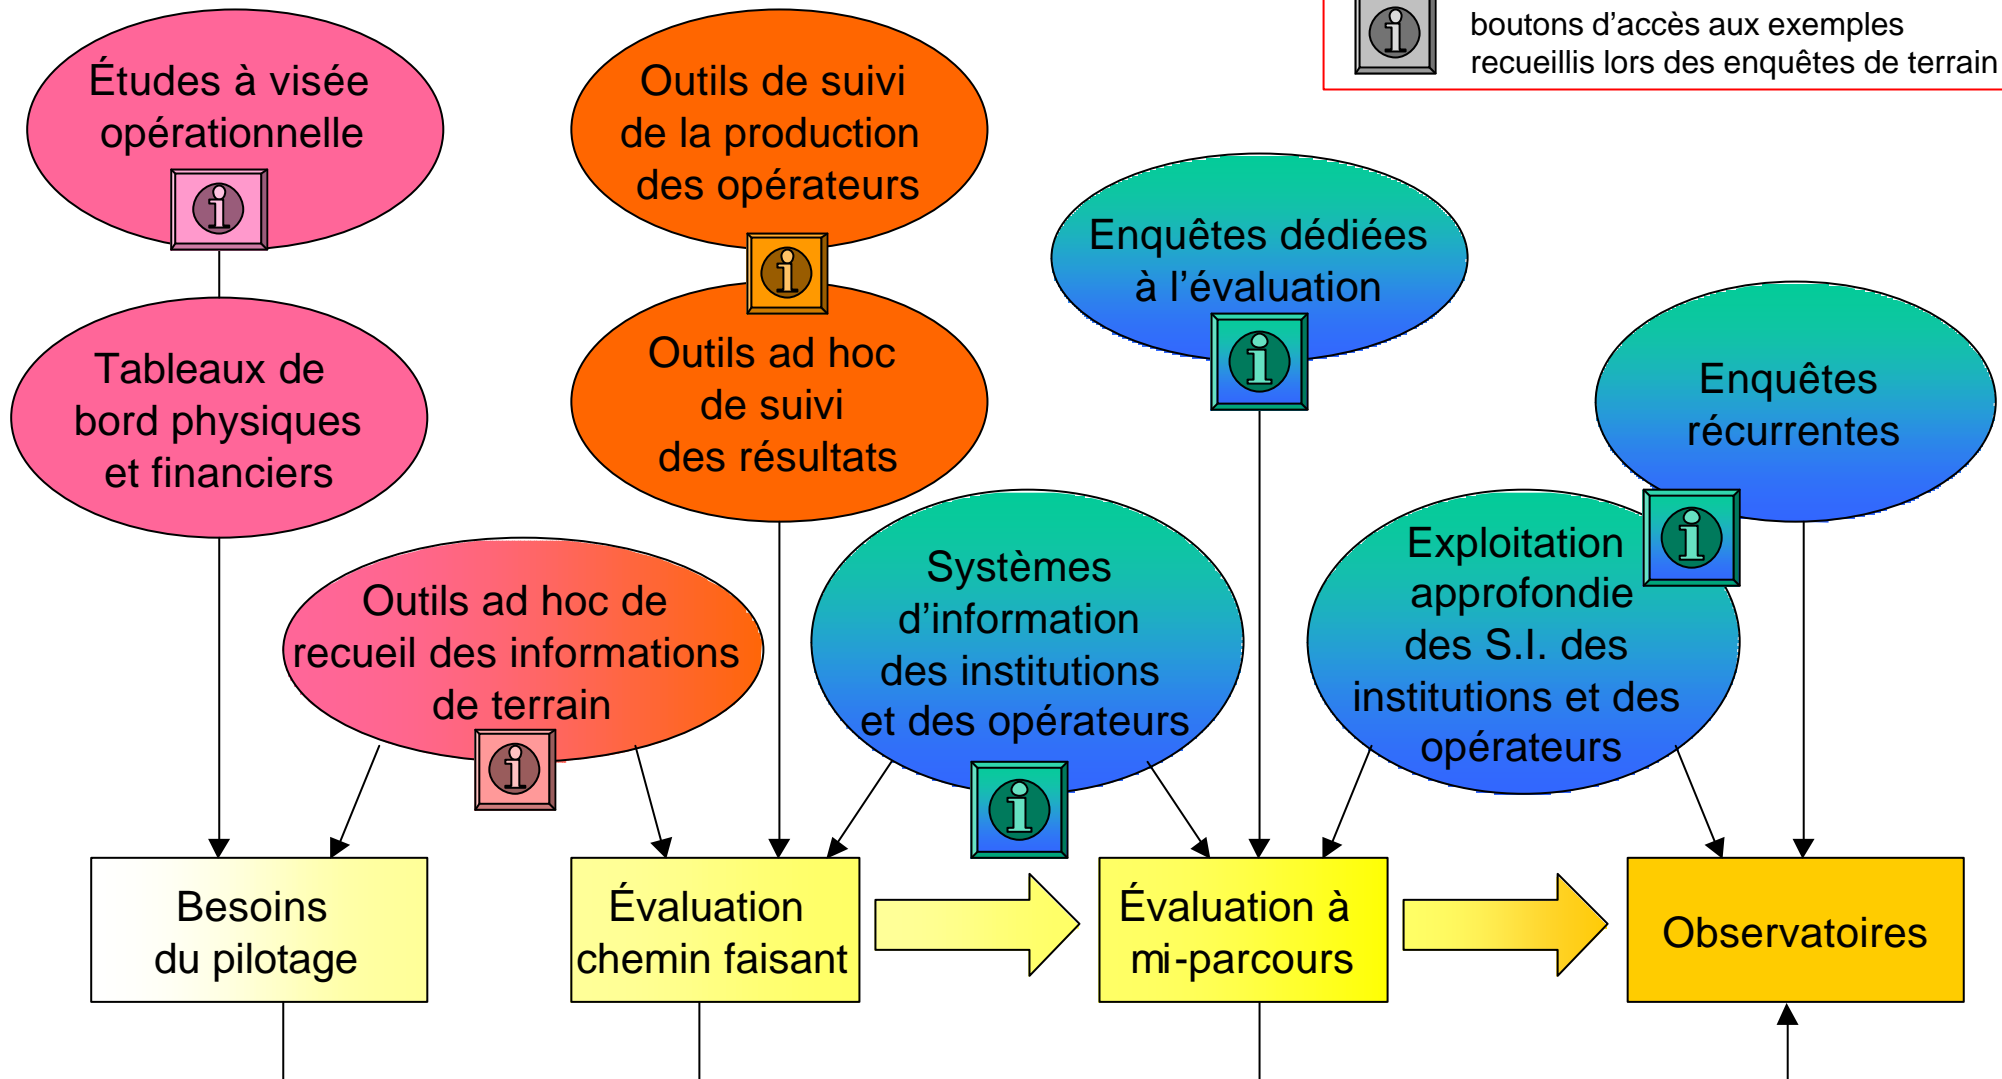 boutons d'accès aux exemples
recueillis lors des enquêtes de terrain
Études à visée
opérationnelle
Outils de suivi
de la production
des opérateurs
Enquêtes dédiées
à l'évaluation
Tableaux de
bord physiques
et financiers
Outils ad hoc
de suivi
des résultats
Enquêtes
récurrentes
Outils ad hoc de
recueil des informations
de terrain
Systèmes
d'information
des institutions
et des opérateurs
Exploitation
approfondie
des S.I. des
institutions et des
opérateurs
Besoins
du pilotage
Évaluation
chemin faisant
Évaluation à
mi-parcours
Observatoires